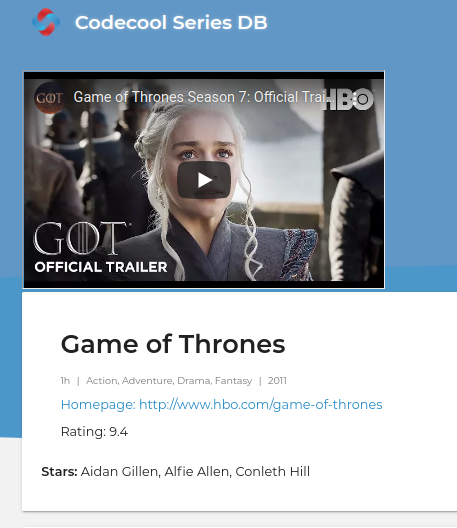 Codecool Series DB
GOT Game of Thrones Season 7: Official Trai...
HBO
GOT
OFFICIAL TRAILER
Game of Thrones
1h | Action, Adventure, Drama, Fantasy | 2011
Homepage: http://www.hbo.com/game-of-thrones
Rating: 9.4
Stars: Aidan Gillen, Alfie Allen, Conleth Hill